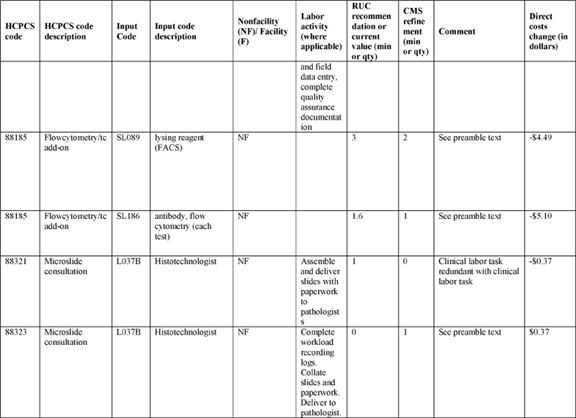 HCPCS code
HCPCS code description
Input Code
Input code description
Nonfacility (NF)/ Facility (F)
Labor activity (where applicable)
RUC recommen dation or current value (min or qty)
CMS refine ment (min or qty)
Comment
Direct costs change (in dollars)
and field data entry, complete quality assurance documentat ion
88185
Flowcytometry/tc add-on
SL089
lysing reagent (FACS)
NF
3
2
See preamble text
-$4.49
88185
Flowcytometry/tc add-on
SL186
antibody, flow cytometry (each test)
NF
1.6
1
See preamble text
-$5.10
88321
Microslide consultation
L037B
Histotechnologist
NF
Assemble and deliver slides with paperwork to pathologist s
1
0
Clinical labor task redundant with clinical labor task
-$0.37
88323
Microslide consultation
L037B
Histotechnologist
NF
Complete workload recording logs. Collate slides and paperwork. Deliver to pathologist.
0
1
See preamble text
$0.37